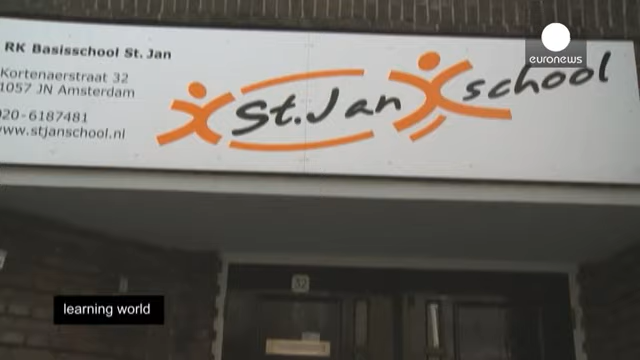 RK Basisschool St. Jan
Kortenaerstraat 32
1057 JN Amsterdam
020-6187481
www.stjanschool.nl
St.Jan school
euronews
32
learning world